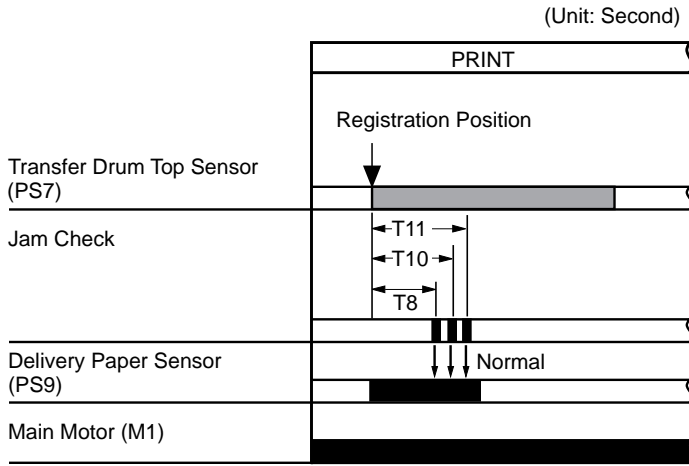 (Unit: Second)
PRINT
Registration Position
Transfer Drum Top Sensor
(PS7)
Jam Check
T11
T10
T8
Delivery Paper Sensor
(PS9)
Normal
Main Motor (M1)